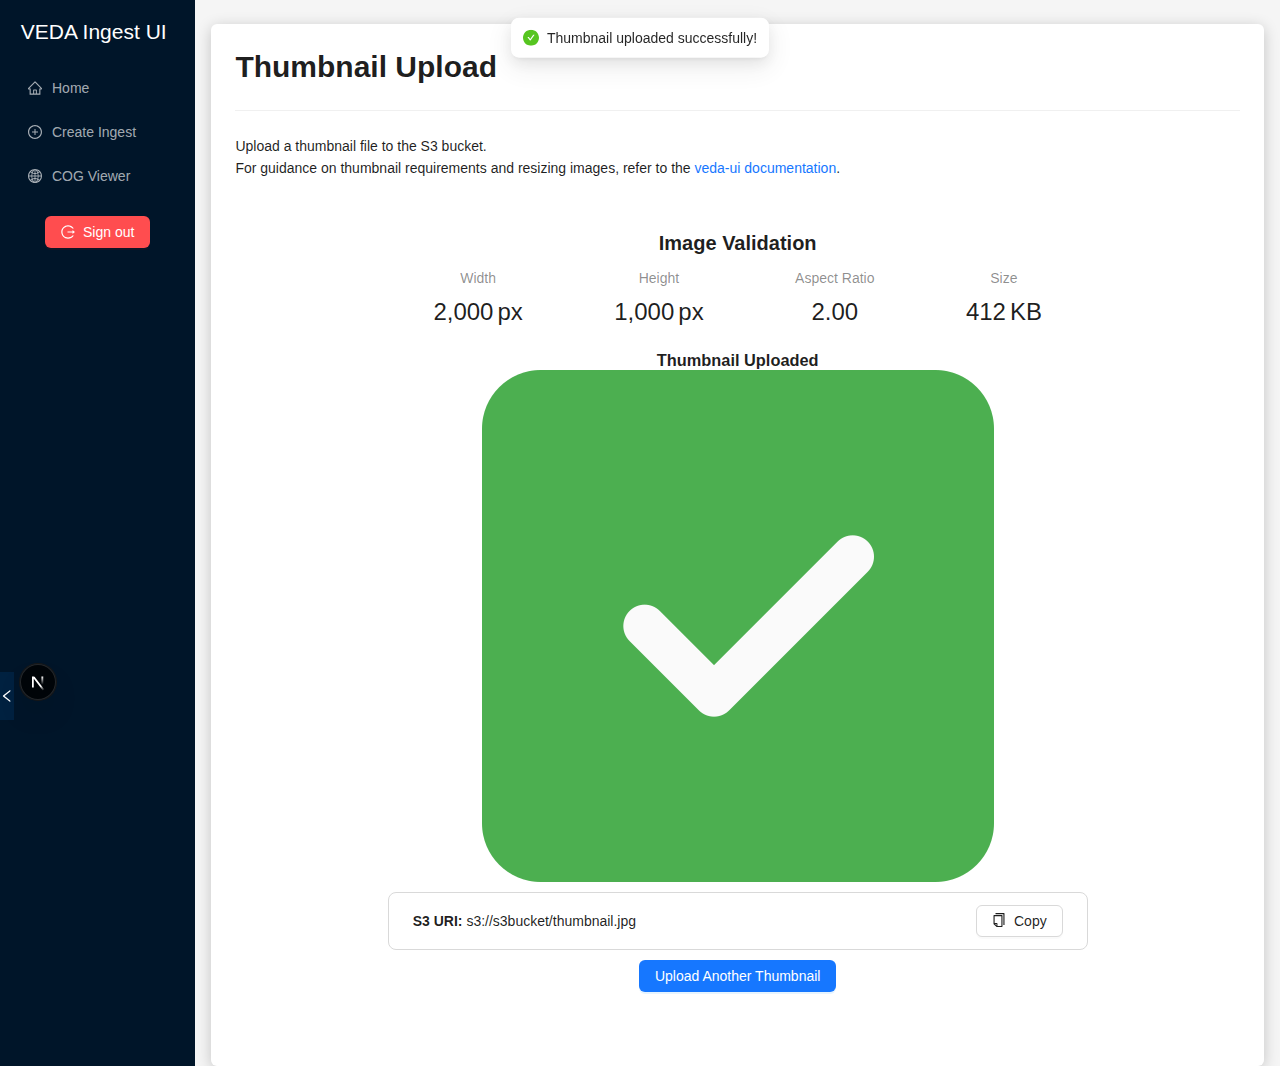 VEDA Ingest UI
Home
Create Ingest
COG Viewer
Sign out
Thumbnail uploaded successfully!
Thumbnail Upload
Upload a thumbnail file to the S3 bucket.
For guidance on thumbnail requirements and resizing images, refer to the veda-ui documentation.
Image Validation
Width Height Aspect Ratio Size
2,000 px 1,000 px 2.00 412 KB
Thumbnail Uploaded
S3 URI: s3://s3bucket/thumbnail.jpg Copy
Upload Another Thumbnail
N